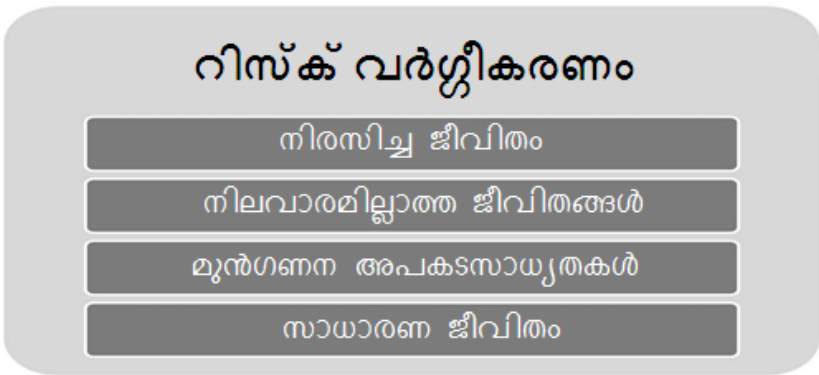 റിസ്ക് വർഗ്ഗീകരണം
നിരസിച്ച ജീവിതം
നിലവാരമില്ലാത്ത ജീവിതങ്ങൾ
മുൻഗണന അപകടസാധ്യതകൾ
സാധാരണ ജീവിതം